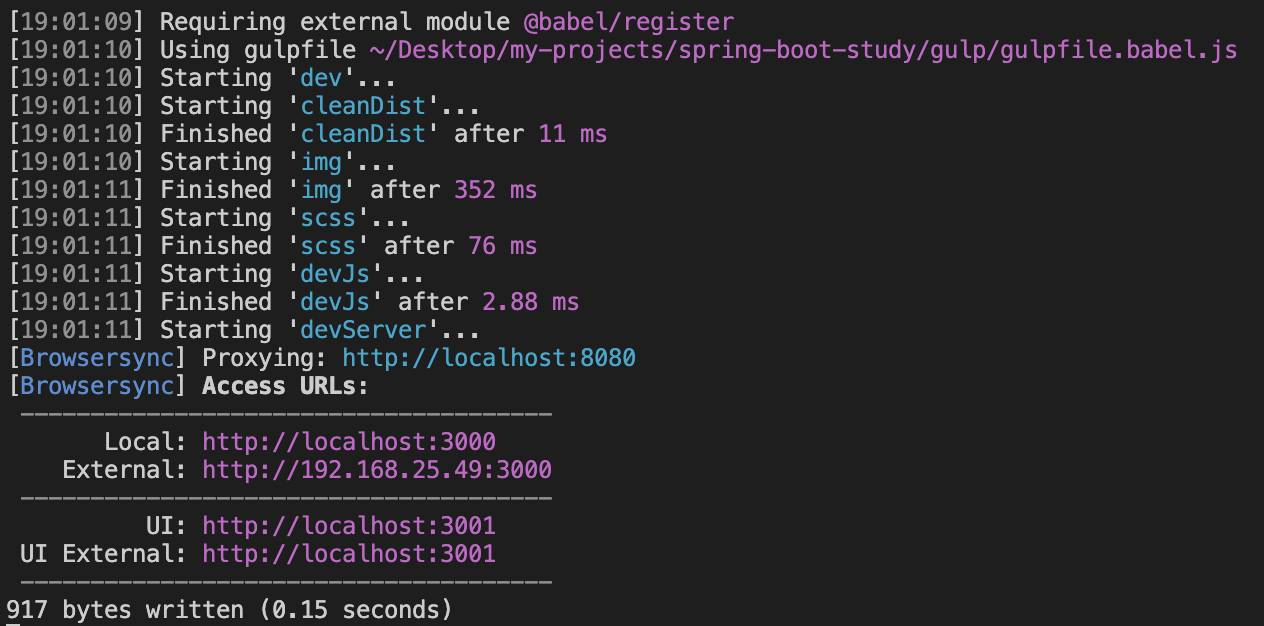 [19:01:09] Requiring external module @babel/register
[19:01:10] Using gulpfile ~/Desktop/my-projects/spring-boot-study/gulp/gulpfile.babel.js
[19:01:10] Starting 'dev'...
[19:01:10] Starting 'cleanDist'...
[19:01:10] Finished 'cleanDist' after 11 ms
[19:01:10] Starting 'img'...
[19:01:11] Finished 'img' after 352 ms
[19:01:11] Starting 'scss'...
[19:01:11] Finished 'scss' after 76 ms
[19:01:11] Starting 'devJs'...
[19:01:11] Finished 'devJs' after 2.88 ms
[19:01:11] Starting 'devServer'...
[Browsersync] Proxying: http://localhost:8080
[Browsersync] Access URLs:
--------------------------------------
Local: http://localhost:3000
External: http://192.168.25.49:3000
--------------------------------------
UI: http://localhost:3001
UI External: http://localhost:3001
--------------------------------------
917 bytes written (0.15 seconds)